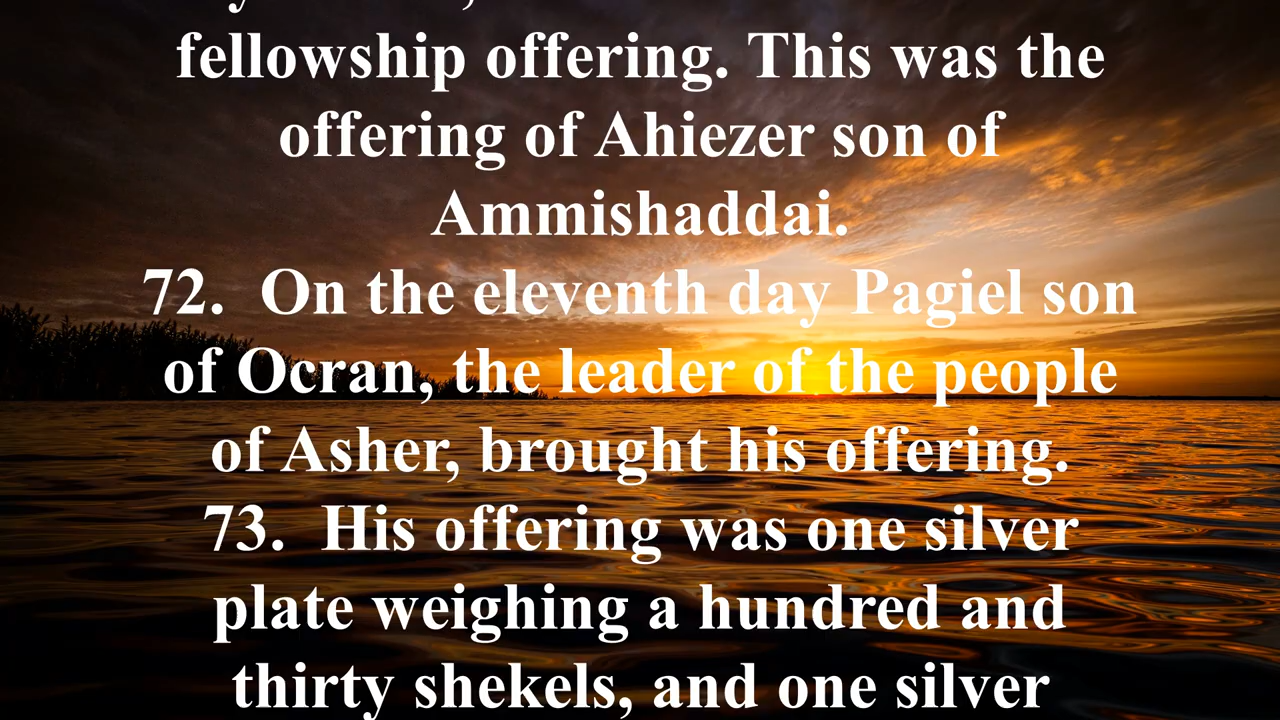 fellowship offering. This was the
offering of Ahiezer son of
Ammishaddai.
72. On the eleventh day Pagiel son
of Ocran, the leader of the people
of Asher, brought his offering.
73. His offering was one silver
plate weighing a hundred and
thirty shekels, and one silver